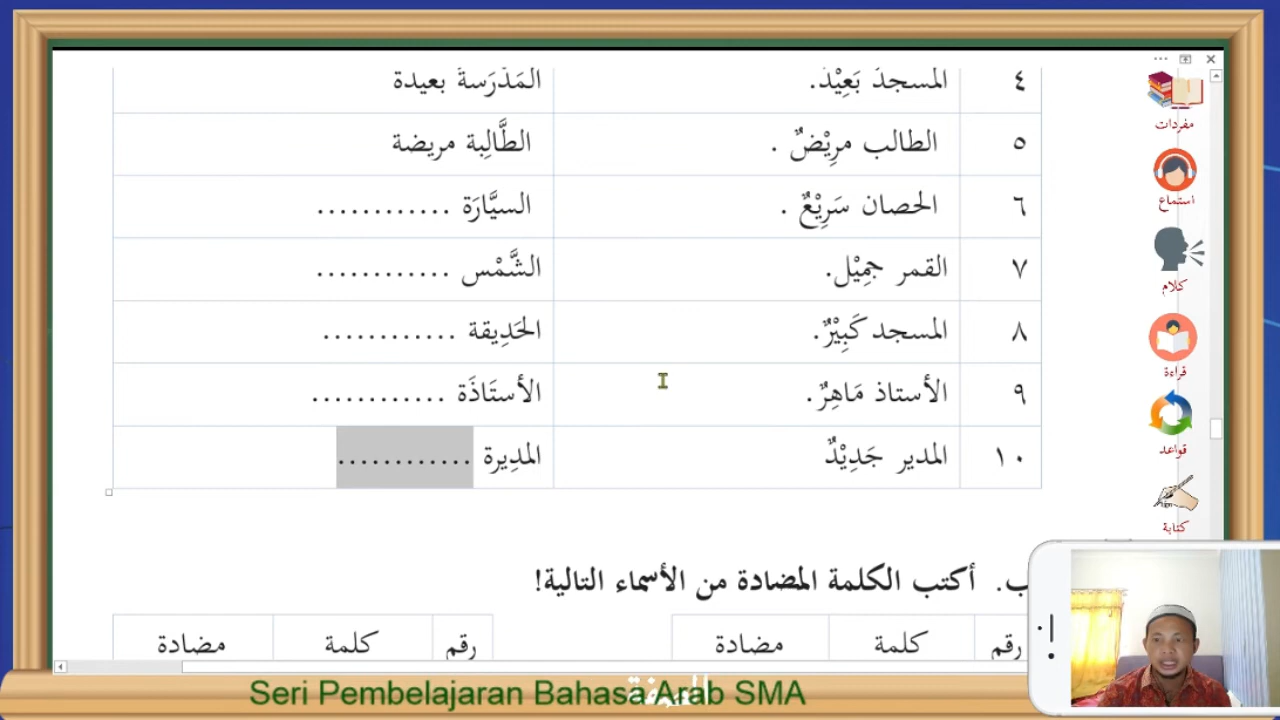 ٤ المسجدُ بَعِيْدٌ. المَدْرَسةُ بعيدة
٥ الطالب مرِيْضٌ . الطَّالِبة مريضة
٦ الحصان سَرِيْعٌ . السيَّارَة ............
٧ القمر جمِيْل. الشَّمْس ............
٨ المسجد كَبِيْرٌ. الحَدِيقة ............
٩ الأستاذ مَاهِرٌ. الأستَاذَة ............
١٠ المدير جَدِيْدٌ المدِيرة ............
ب. أكتب الكلمة المضادة من الأسماء التالية!
رقم كلمة مضادة رقم كلمة مضادة
مفردات
استماع
كلام
قراءة
قواعد
كتابة
Seri Pembelajaran Bahasa Arab SMA